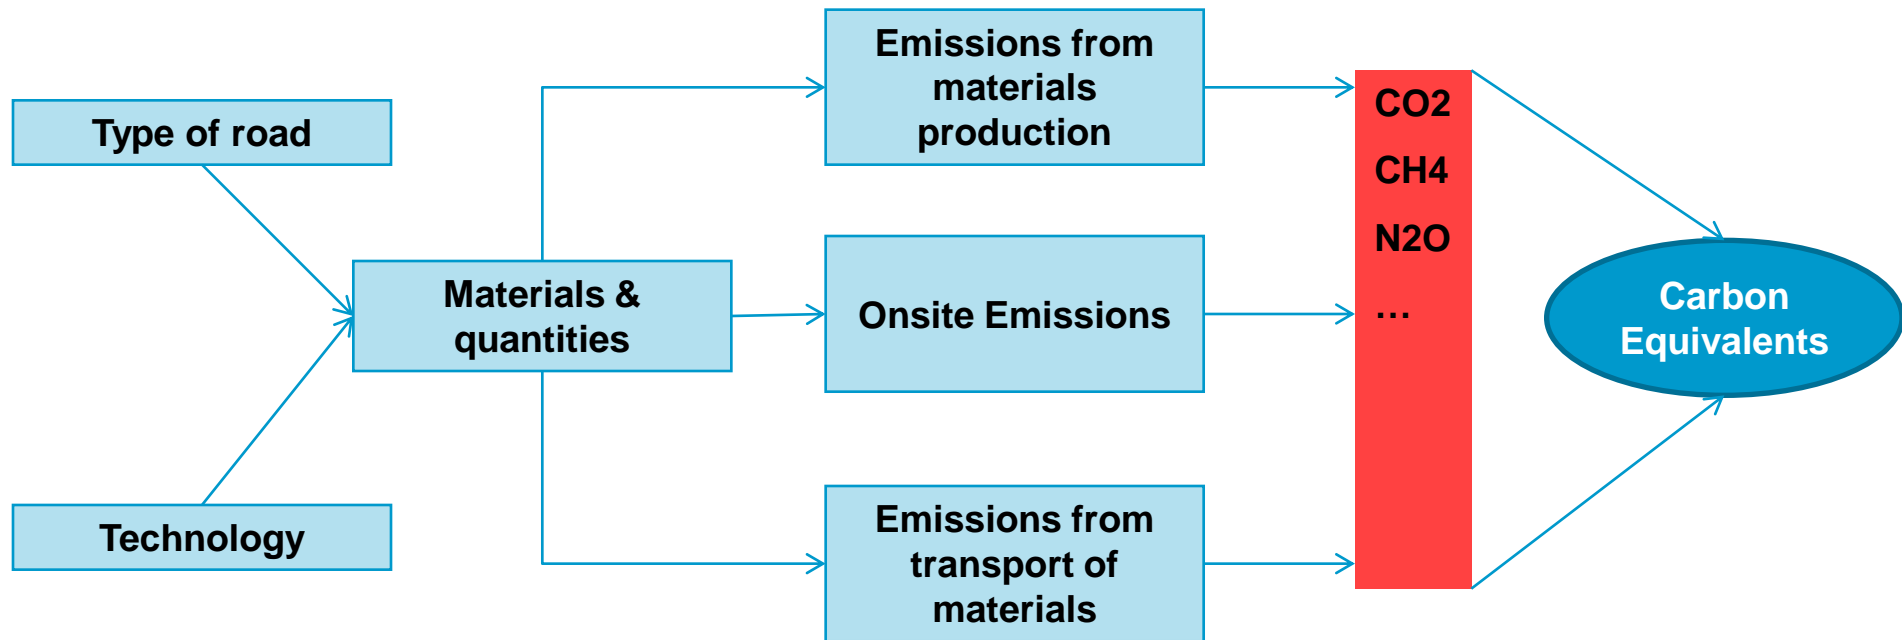 Type of road
Technology
Materials &
quantities
Emissions from
materials
production
Onsite Emissions
Emissions from
transport of
materials
CO2
CH4
N2O
…
Carbon
Equivalents